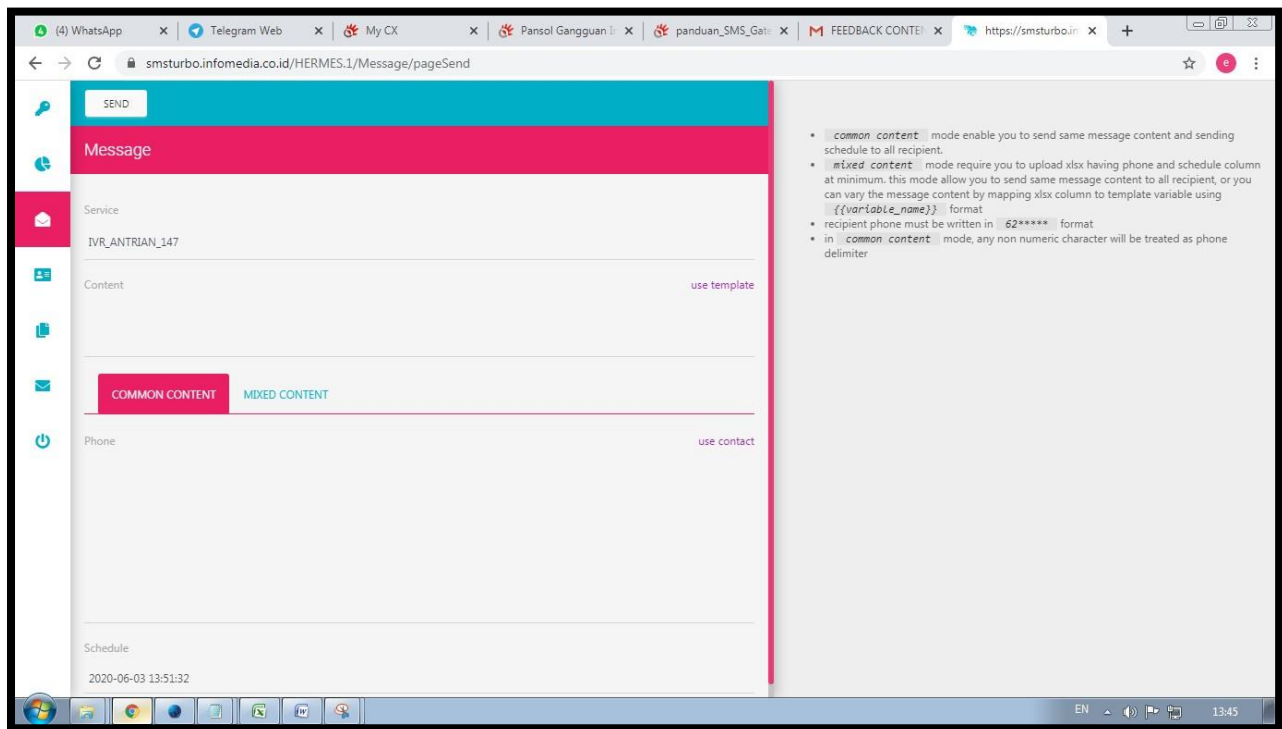 (4) WhatsApp
Telegram Web
My CX
Pansol Gangguan I
panduan_SMS_Gate
FEEDBACK CONTE
https://smsturbo.in
smsturbo.infomedia.co.id/HERMES.1/Message/pageSend
e
SEND
Message
Service
IVR_ANTRIAN_147
Content use template
COMMON CONTENT MIXED CONTENT
Phone use contact
Schedule
2020-06-03 13:51:32
• common content mode enable you to send same message content and sending
schedule to all recipient.
• mixed content mode require you to upload xlsx having phone and schedule column
at minimum. this mode allow you to send same message content to all recipient, or you
can vary the message content by mapping xlsx column to template variable using
{{variable_name}} format
• recipient phone must be written in 62***** format
• in common content mode, any non numeric character will be treated as phone
delimiter
EN 13:45